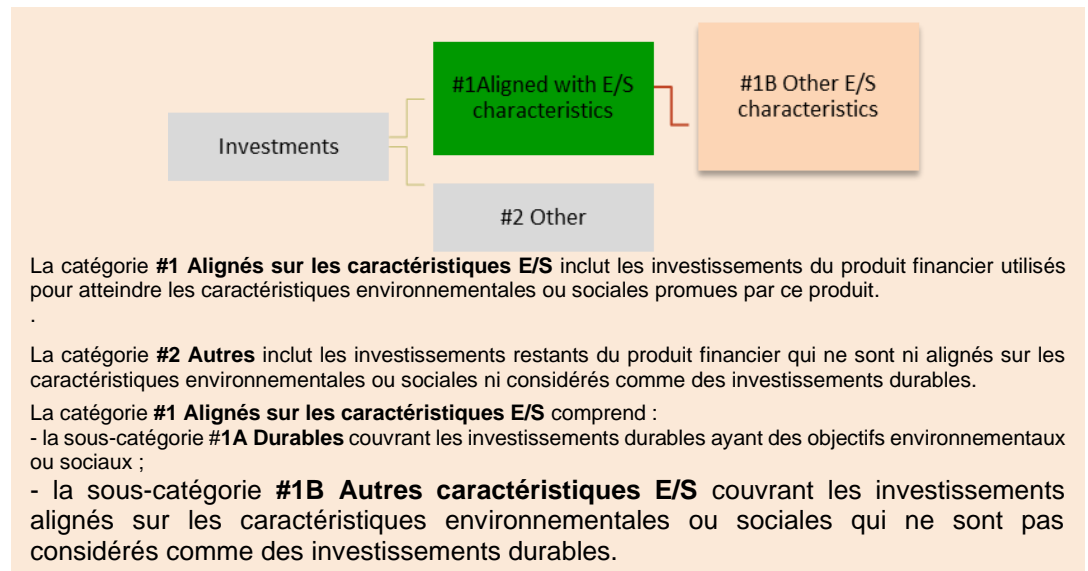 #1Aligned with E/S
characteristics
#1B Other E/S
characteristics
Investments
#2 Other
La catégorie #1 Alignés sur les caractéristiques E/S inclut les investissements du produit financier utilisés
pour atteindre les caractéristiques environnementales ou sociales promues par ce produit.
.
La catégorie #2 Autres inclut les investissements restants du produit financier qui ne sont ni alignés sur les
caractéristiques environnementales ou sociales ni considérés comme des investissements durables.
La catégorie #1 Alignés sur les caractéristiques E/S comprend :
- la sous-catégorie #1A Durables couvrant les investissements durables ayant des objectifs environnementaux
ou sociaux ;
- la sous-catégorie #1B Autres caractéristiques E/S couvrant les investissements
alignés sur les caractéristiques environnementales ou sociales qui ne sont pas
considérés comme des investissements durables.